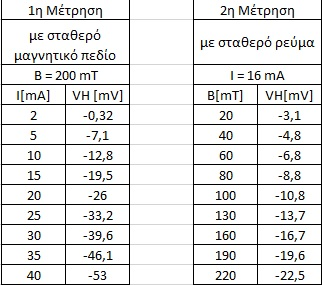 1η Μέτρηση 2η Μέτρηση
με σταθερό μαγνητικό πεδίο με σταθερό ρεύμα
B = 200 mT I = 16 mA
I[mA] VH [mV] B[mT] VH[mV]
2 -0,32 20 -3,1
5 -7,1 40 -4,8
10 -12,8 60 -6,8
15 -19,5 80 -8,8
20 -26 100 -10,8
25 -33,2 130 -13,7
30 -39,6 160 -16,7
35 -46,1 190 -19,6
40 -53 220 -22,5